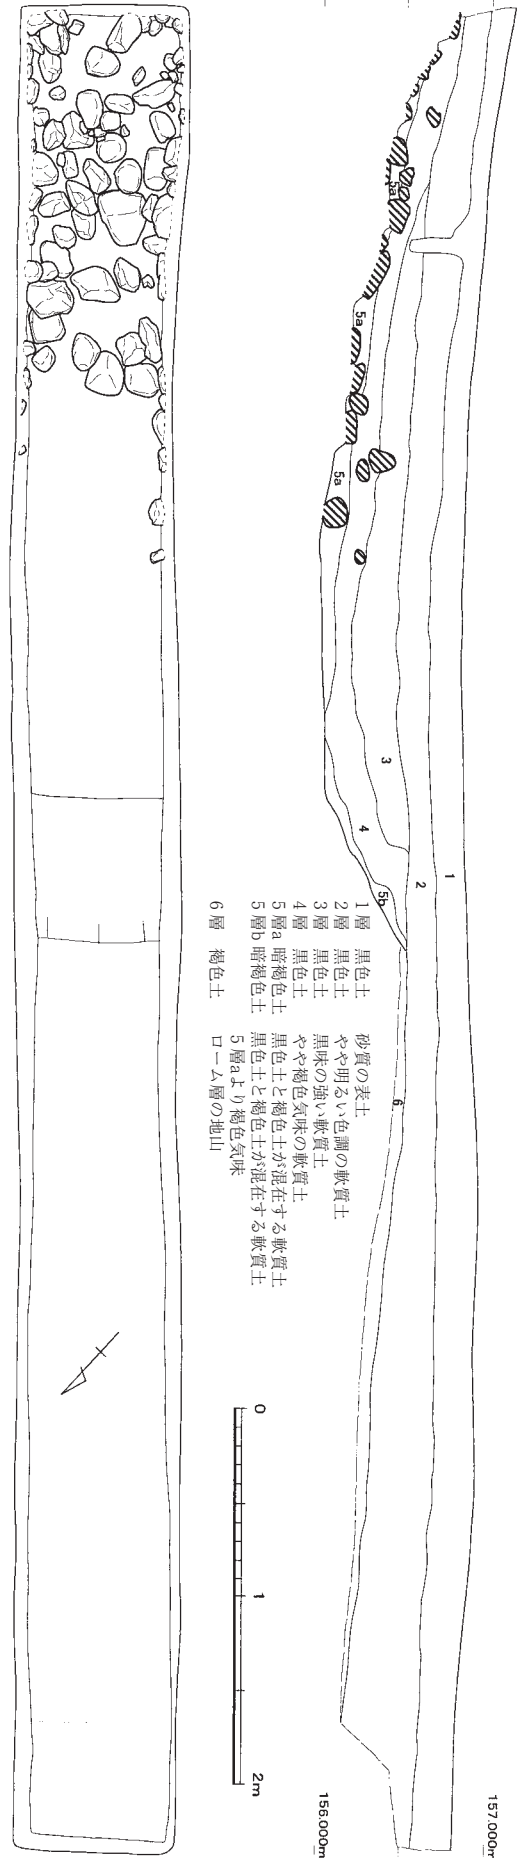 5a
5a
5a
3
4
5b
2
1
6
1層　黒色土　砂質の表土
2層　黒色土　やや明るい色調の軟質土
3層　黒色土　黒味の強い軟質土
4層　黒色土　やや褐色気味の軟質土
5層a 暗褐色土　黒色土と褐色土が混在する軟質土
5層b 暗褐色土　黒色土と褐色土が混在する軟質土
5層aより褐色気味
6層　褐色土　ローム層の地山
0
1
2m
157.000m
156.000m